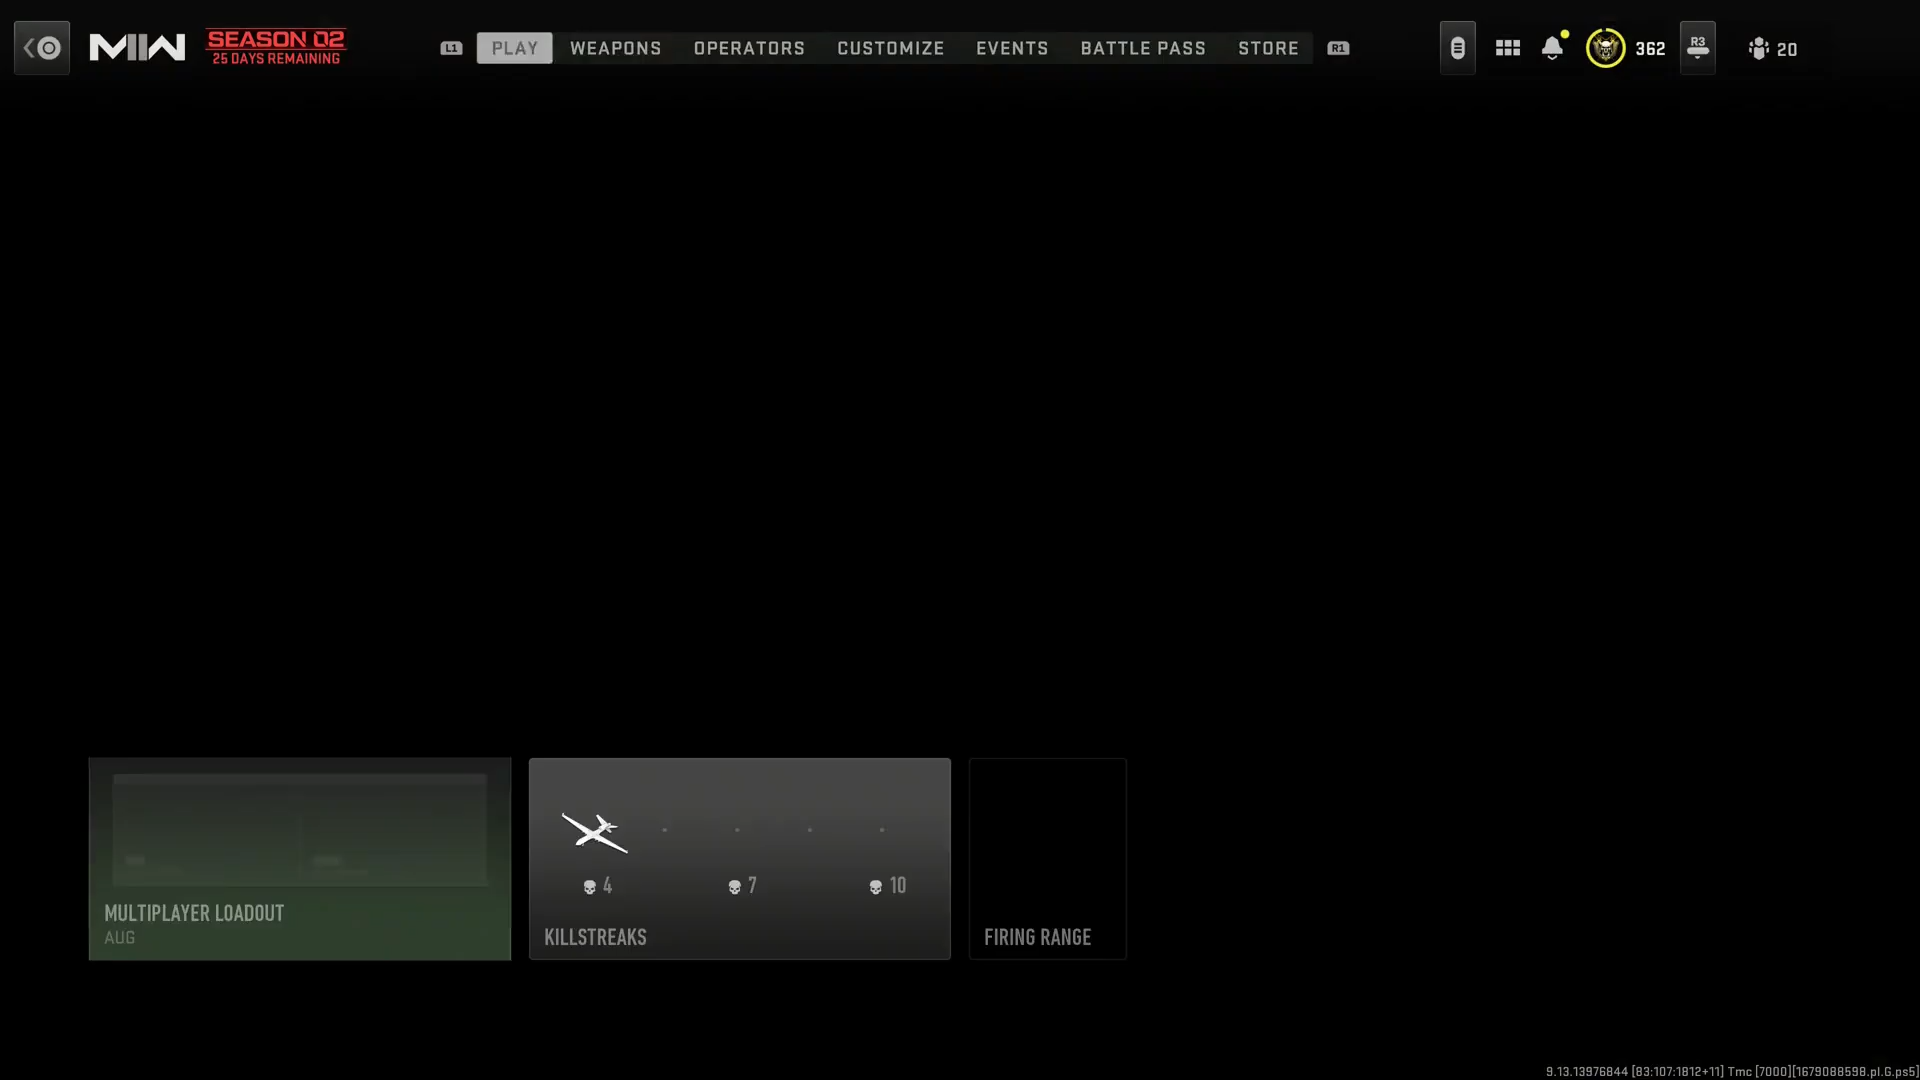 MIIW
SEASON 02
25 DAYS REMAINING
L1 PLAY WEAPONS OPERATORS CUSTOMIZE EVENTS BATTLE PASS STORE R1
362
R3
20
4
7
10
MULTIPLAYER LOADOUT
AUG
KILLSTREAKS
FIRING RANGE
9.13.13976844 [83:107:1812+11] Tmc [7000][1679088598.pl.G.ps5]